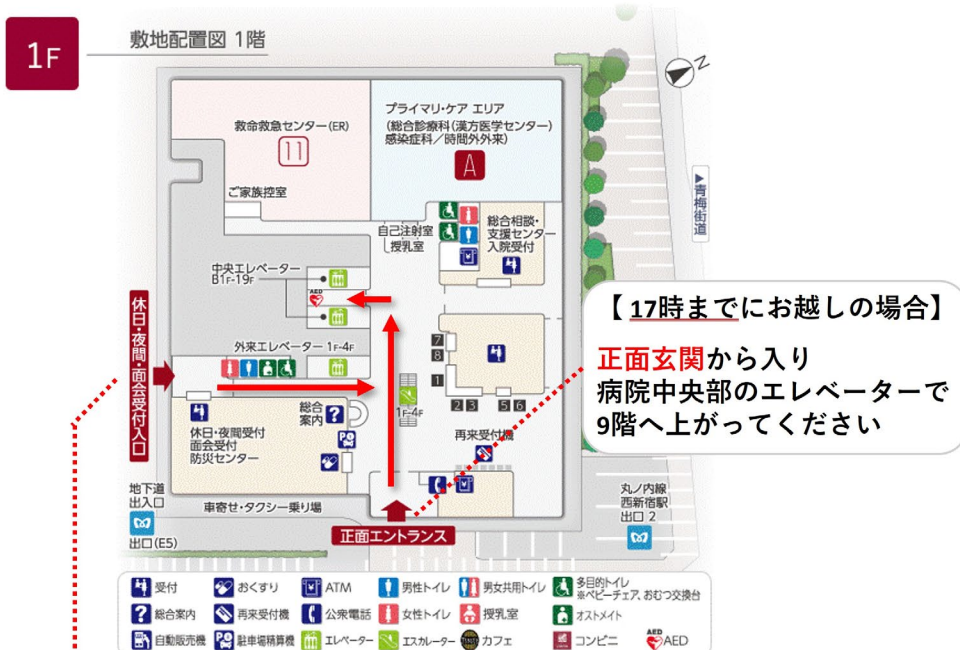 1F
敷地配置図 1階
N
救命救急センター(ER)
11
プライマリ・ケア エリア
(総合診療科(漢方医学センター)
感染症科/時間外外来)
A
ご家族控室
自己注射室
授乳室
総合相談・
支援センター
入院受付
▶青梅街道
中央エレベーター
B1F-19F
AED
外来エレベーター 1F-4F
休日・夜間・面会受付入口
7
8
1
2 3
5 6
1F-4F
総合
案内
休日・夜間受付
面会受付
防災センター
再来受付機
【 17時までにお越しの場合】
正面玄関から入り
病院中央部のエレベーターで
9階へ上がってください
地下道
出入口
出口(E5)
車寄せ・タクシー乗り場
正面エントランス
丸ノ内線
西新宿駅
出口 2
受付
おくすり
ATM
男性トイレ
男女共用トイレ
多目的トイレ
※ベビーチェア、おむつ交換台
総合案内
再来受付機
公衆電話
女性トイレ
授乳室
オストメイト
自動販売機
駐車場精算機
エレベーター
エスカレーター
カフェ
コンビニ
AED
AED